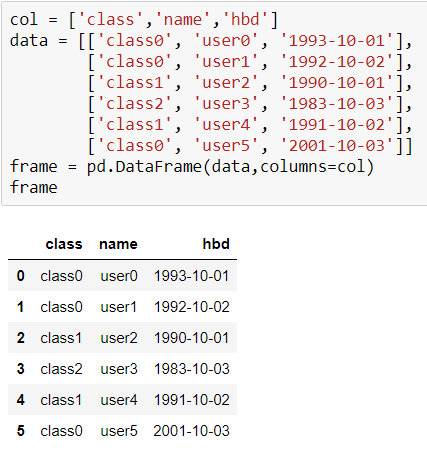 col = ['class','name','hbd']
data = [['class0', 'user0', '1993-10-01'],
['class0', 'user1', '1992-10-02'],
['class1', 'user2', '1990-10-01'],
['class2', 'user3', '1983-10-03'],
['class1', 'user4', '1991-10-02'],
['class0', 'user5', '2001-10-03']]
frame = pd.DataFrame(data,columns=col)
frame
class name hbd
0 class0 user0 1993-10-01
1 class0 user1 1992-10-02
2 class1 user2 1990-10-01
3 class2 user3 1983-10-03
4 class1 user4 1991-10-02
5 class0 user5 2001-10-03